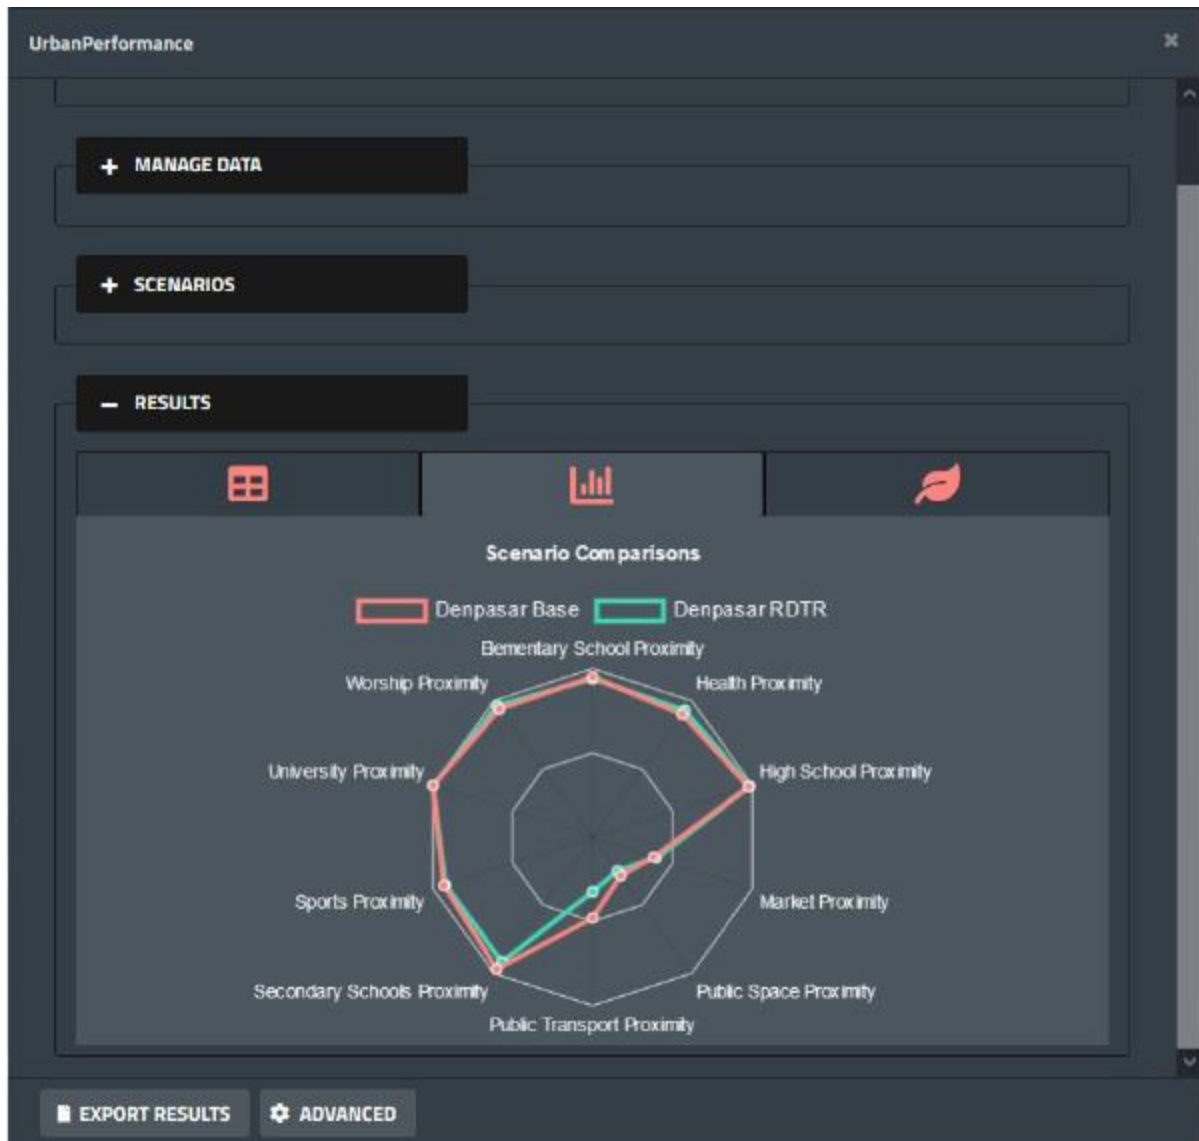 UrbanPerformance
MANAGE DATA
SCENARIOS
RESULTS
Scenario Comparisons
Denpasar Base Denpasar RDTR
Elementary School Proximity
Worship Proximity Health Proximity
University Proximity High School Proximity
Sports Proximity Market Proximity
Secondary Schools Proximity Public Space Proximity
Public Transport Proximity
EXPORT RESULTS ADVANCED